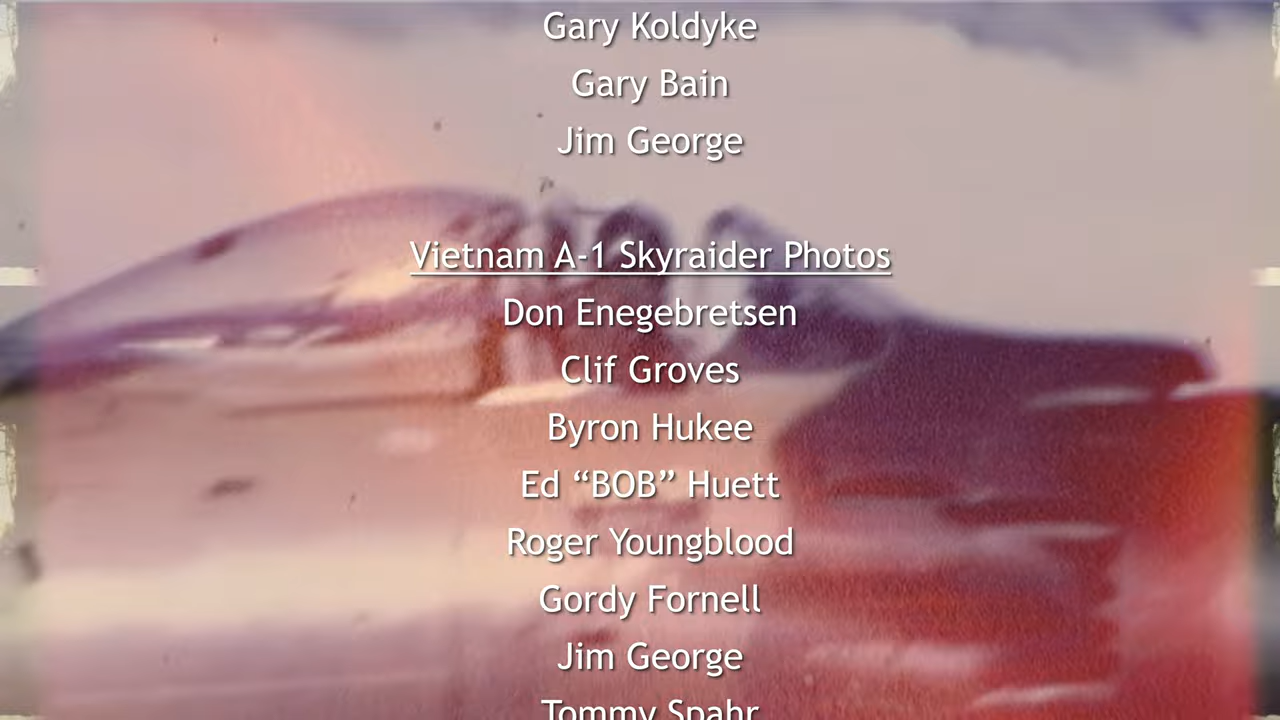 Gary Koldyke
Gary Bain
Jim George
Vietnam A-1 Skyraider Photos
Don Enegebretsen
Clif Groves
Byron Hukee
Ed “BOB” Huett
Roger Youngblood
Gordy Fornell
Jim George
Tommy Spahr